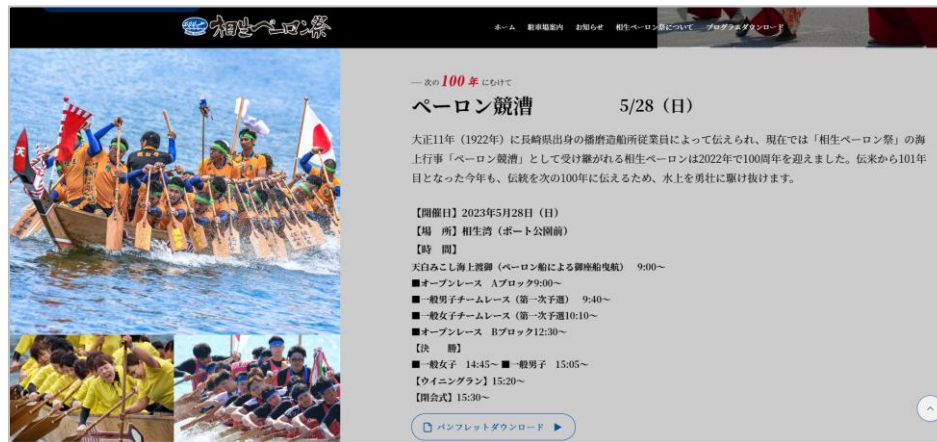 相生ペーロン祭
ホーム 駐車場案内 お知らせ 相生ペーロン祭について プログラムダウンロード
— 次の100年にむけて
ペーロン競漕 5/28（日）
大正11年（1922年）に長崎県出身の播磨造船所従業員によって伝えられ、現在では「相生ペーロン祭」の海
上行事「ペーロン競漕」として受け継がれる相生ペーロンは2022年で100周年を迎えました。伝来から101年
目となった今年も、伝統を次の100年に伝えるため、水上を勇壮に駆け抜けます。
【開催日】2023年5月28日（日）
【場　所】相生湾（ポート公園前）
【時　間】
天白みこし海上渡御（ペーロン船による御座船曳航）　9:00～
■オープンレース　Aブロック9:00～
■一般男子チームレース（第一次予選）　9:40～
■一般女子チームレース（第一次予選10:10～
■オープンレース　Bブロック12:30～
【決　　勝】
■一般女子　14:45～ ■一般男子　15:05～
【ウイニングラン】15:20～
【閉会式】15:30～
パンフレットダウンロード ▶